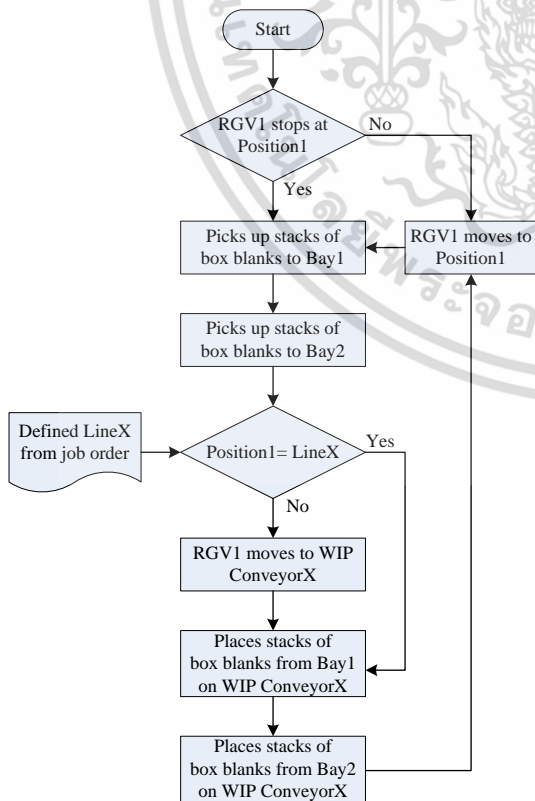 Start
RGV1 stops at
Position1
No
Yes
Picks up stacks of
box blanks to Bay1
RGV1 moves to
Position1
Picks up stacks of
box blanks to Bay2
Defined LineX
from job order
Position1= LineX
Yes
No
RGV1 moves to WIP
ConveyorX
Places stacks of
box blanks from Bay1
on WIP ConveyorX
Places stacks of
box blanks from Bay2
on WIP ConveyorX